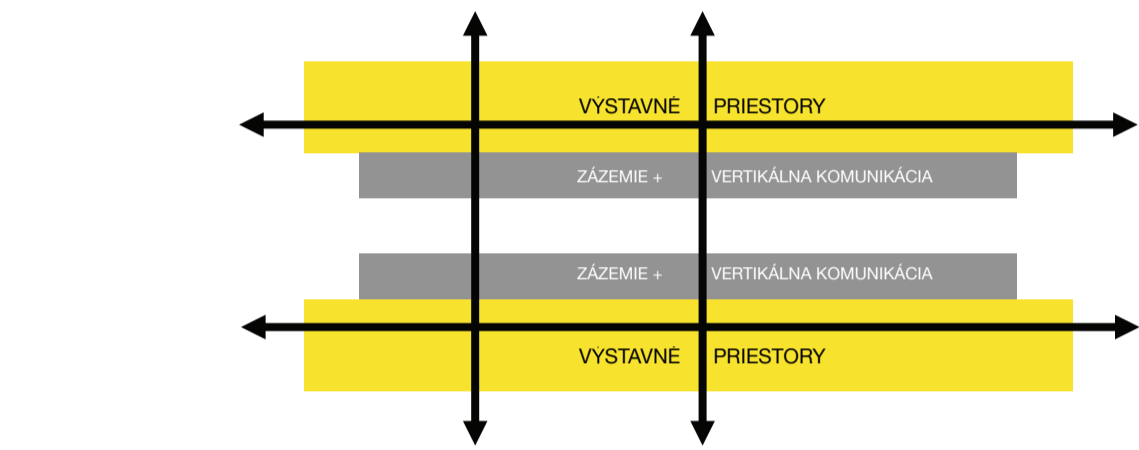 VÝSTAVNÉ PRIESTORY
ZÁZEMIE + VERTIKÁLNA KOMUNIKÁCIA
ZÁZEMIE + VERTIKÁLNA KOMUNIKÁCIA
VÝSTAVNÉ PRIESTORY